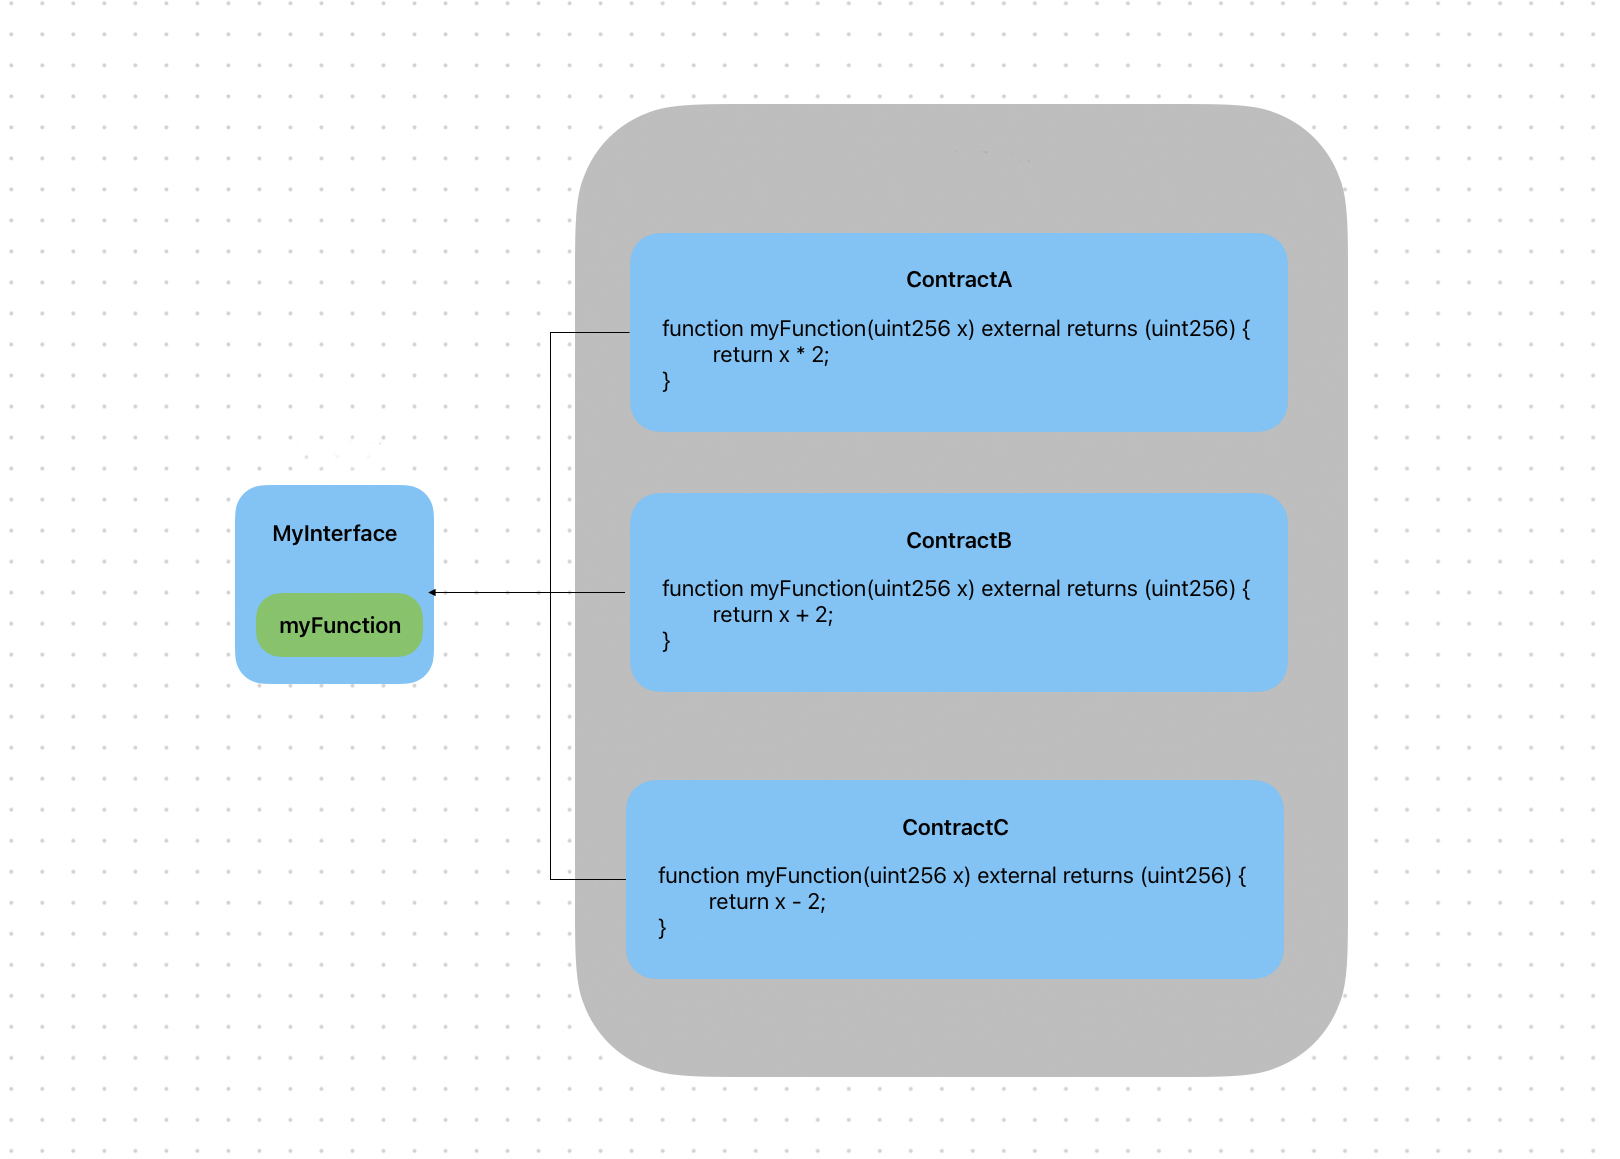 MyInterface
myFunction
ContractA
function myFunction(uint256 x) external returns (uint256) {
return x * 2;
}
ContractB
function myFunction(uint256 x) external returns (uint256) {
return x + 2;
}
ContractC
function myFunction(uint256 x) external returns (uint256) {
return x - 2;
}